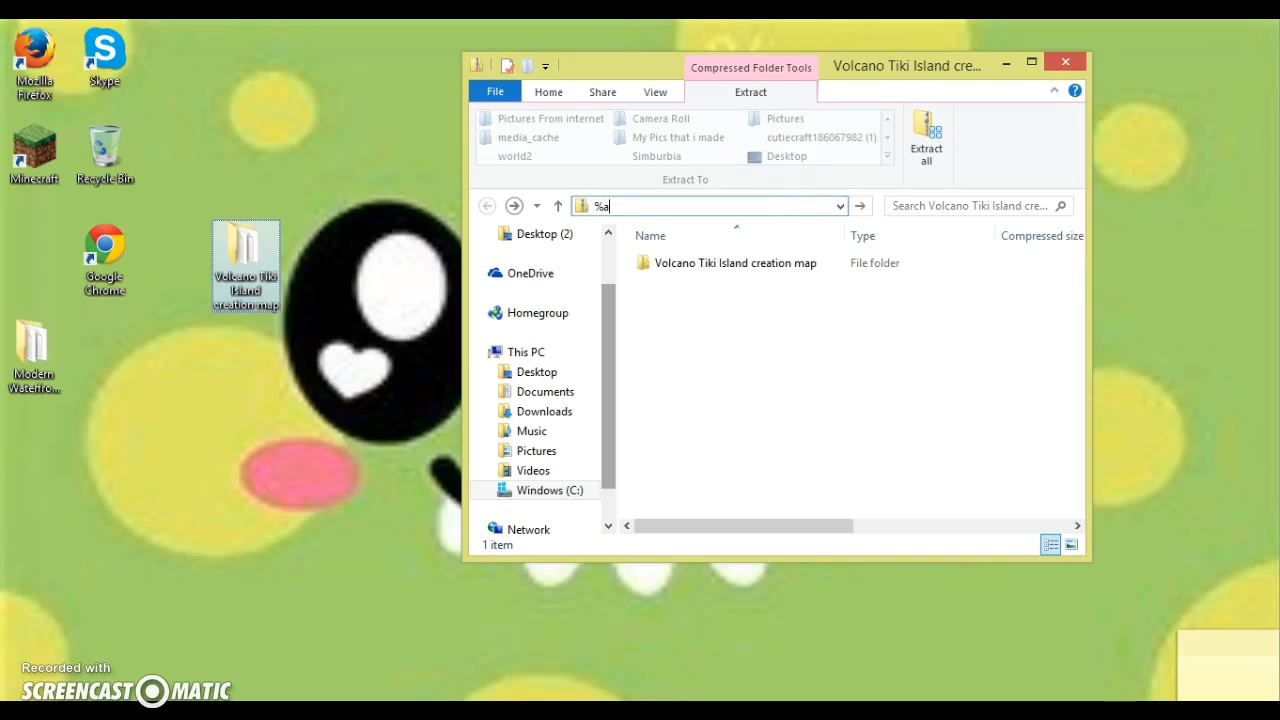 Mozilla
Firefox
Skype
Minecraft
Recycle Bin
Google
Chrome
Volcano Tiki
Island
creation map
Modern
Waterfro...
Compressed Folder Tools
Volcano Tiki Island cre...
File
Home
Share
View
Extract
Pictures From internet
Camera Roll
Pictures
media_cache
My Pics that i made
cutiecraft186067982 (1)
world2
Simburbia
Desktop
Extract
all
Extract To
%a
Search Volcano Tiki Island cre...
Desktop (2)
OneDrive
Homegroup
This PC
Desktop
Documents
Downloads
Music
Pictures
Videos
Windows (C:)
Network
Name
Type
Compressed size
Volcano Tiki Island creation map
File folder
1 item
Recorded with
SCREENCAST MATIC